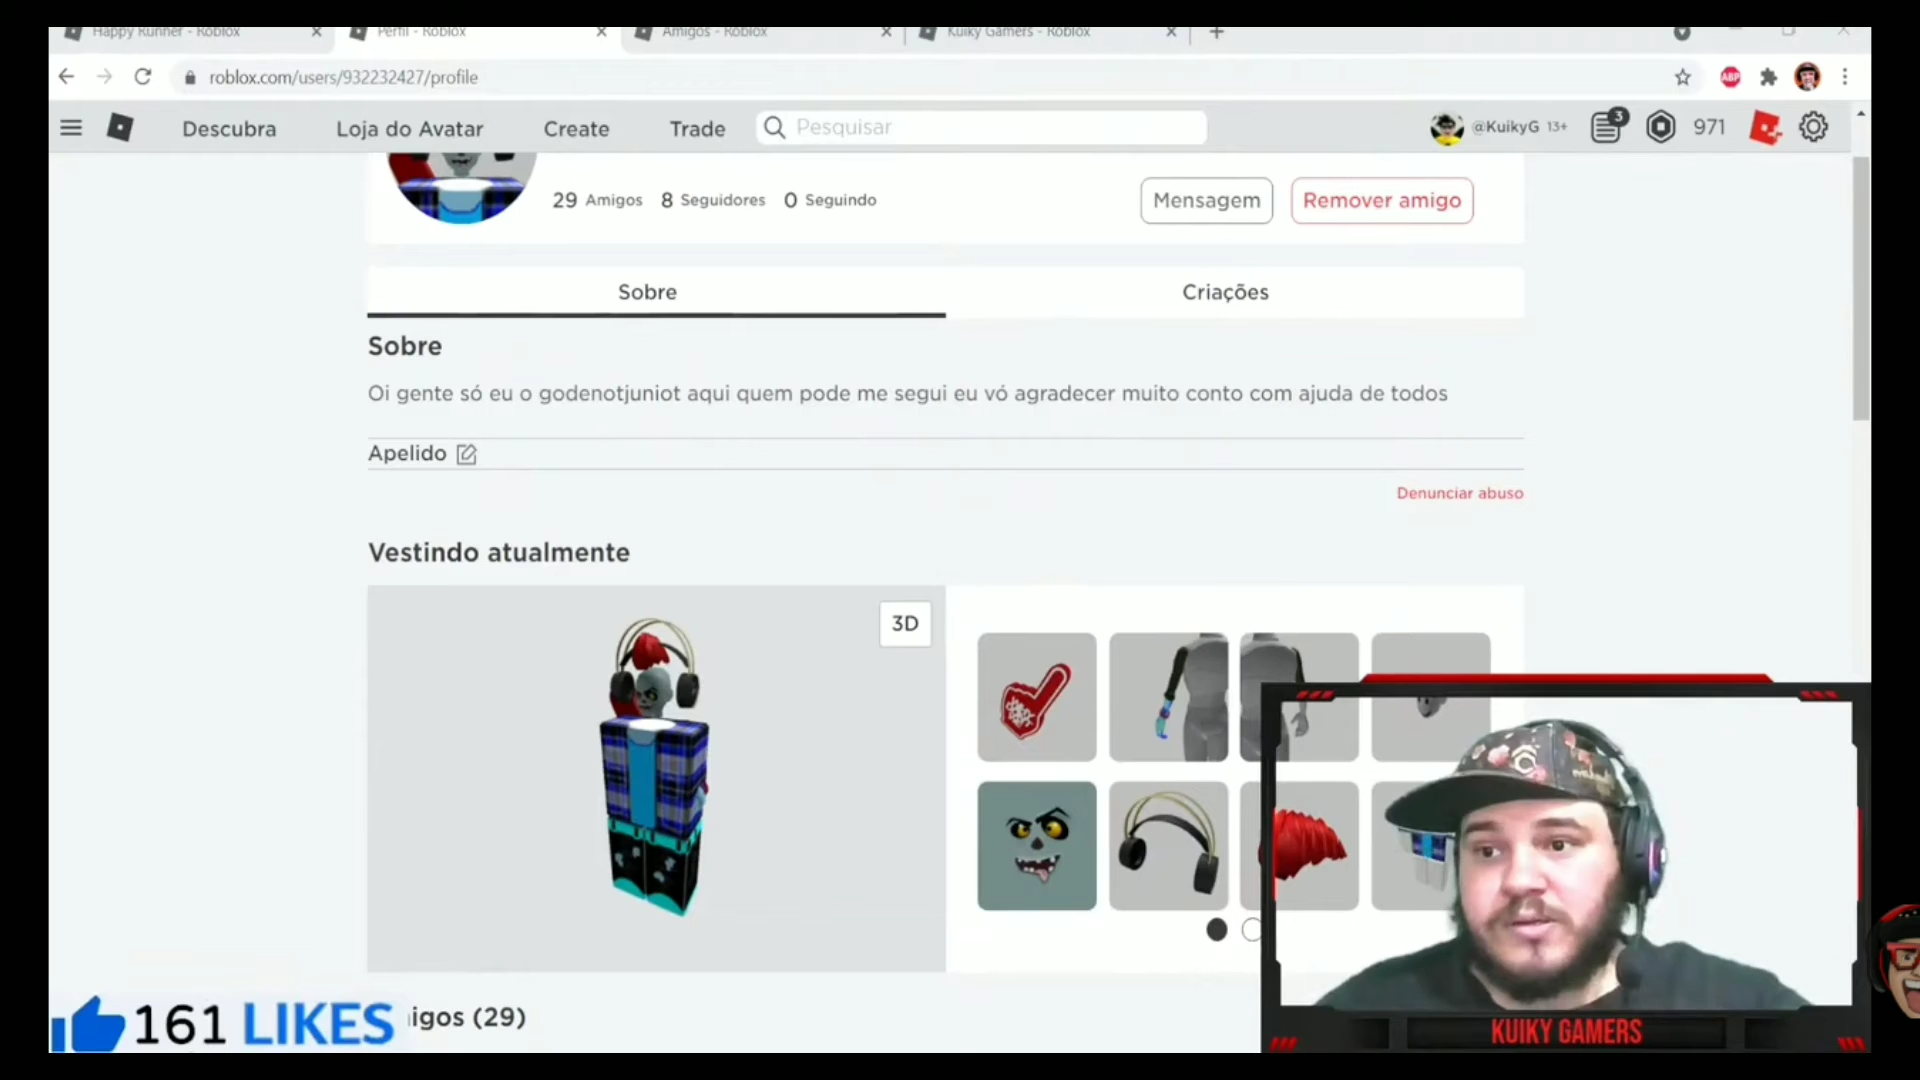 Happy Runner - Roblox
Perfil - Roblox
Amigos - Roblox
Kuiky Gamers - Roblox
roblox.com/users/932232427/profile
ABP
Descubra
Loja do Avatar
Create
Trade
Pesquisar
@KuikyG 13+
3
971
29 Amigos 8 Seguidores 0 Seguindo
Mensagem
Remover amigo
Sobre
Criações
Sobre
Oi gente só eu o godenotjuniot aqui quem pode me segui eu vó agradecer muito conto com ajuda de todos
Apelido
Denunciar abuso
Vestindo atualmente
3D
161 LIKES
igos (29)
KUIKY GAMERS